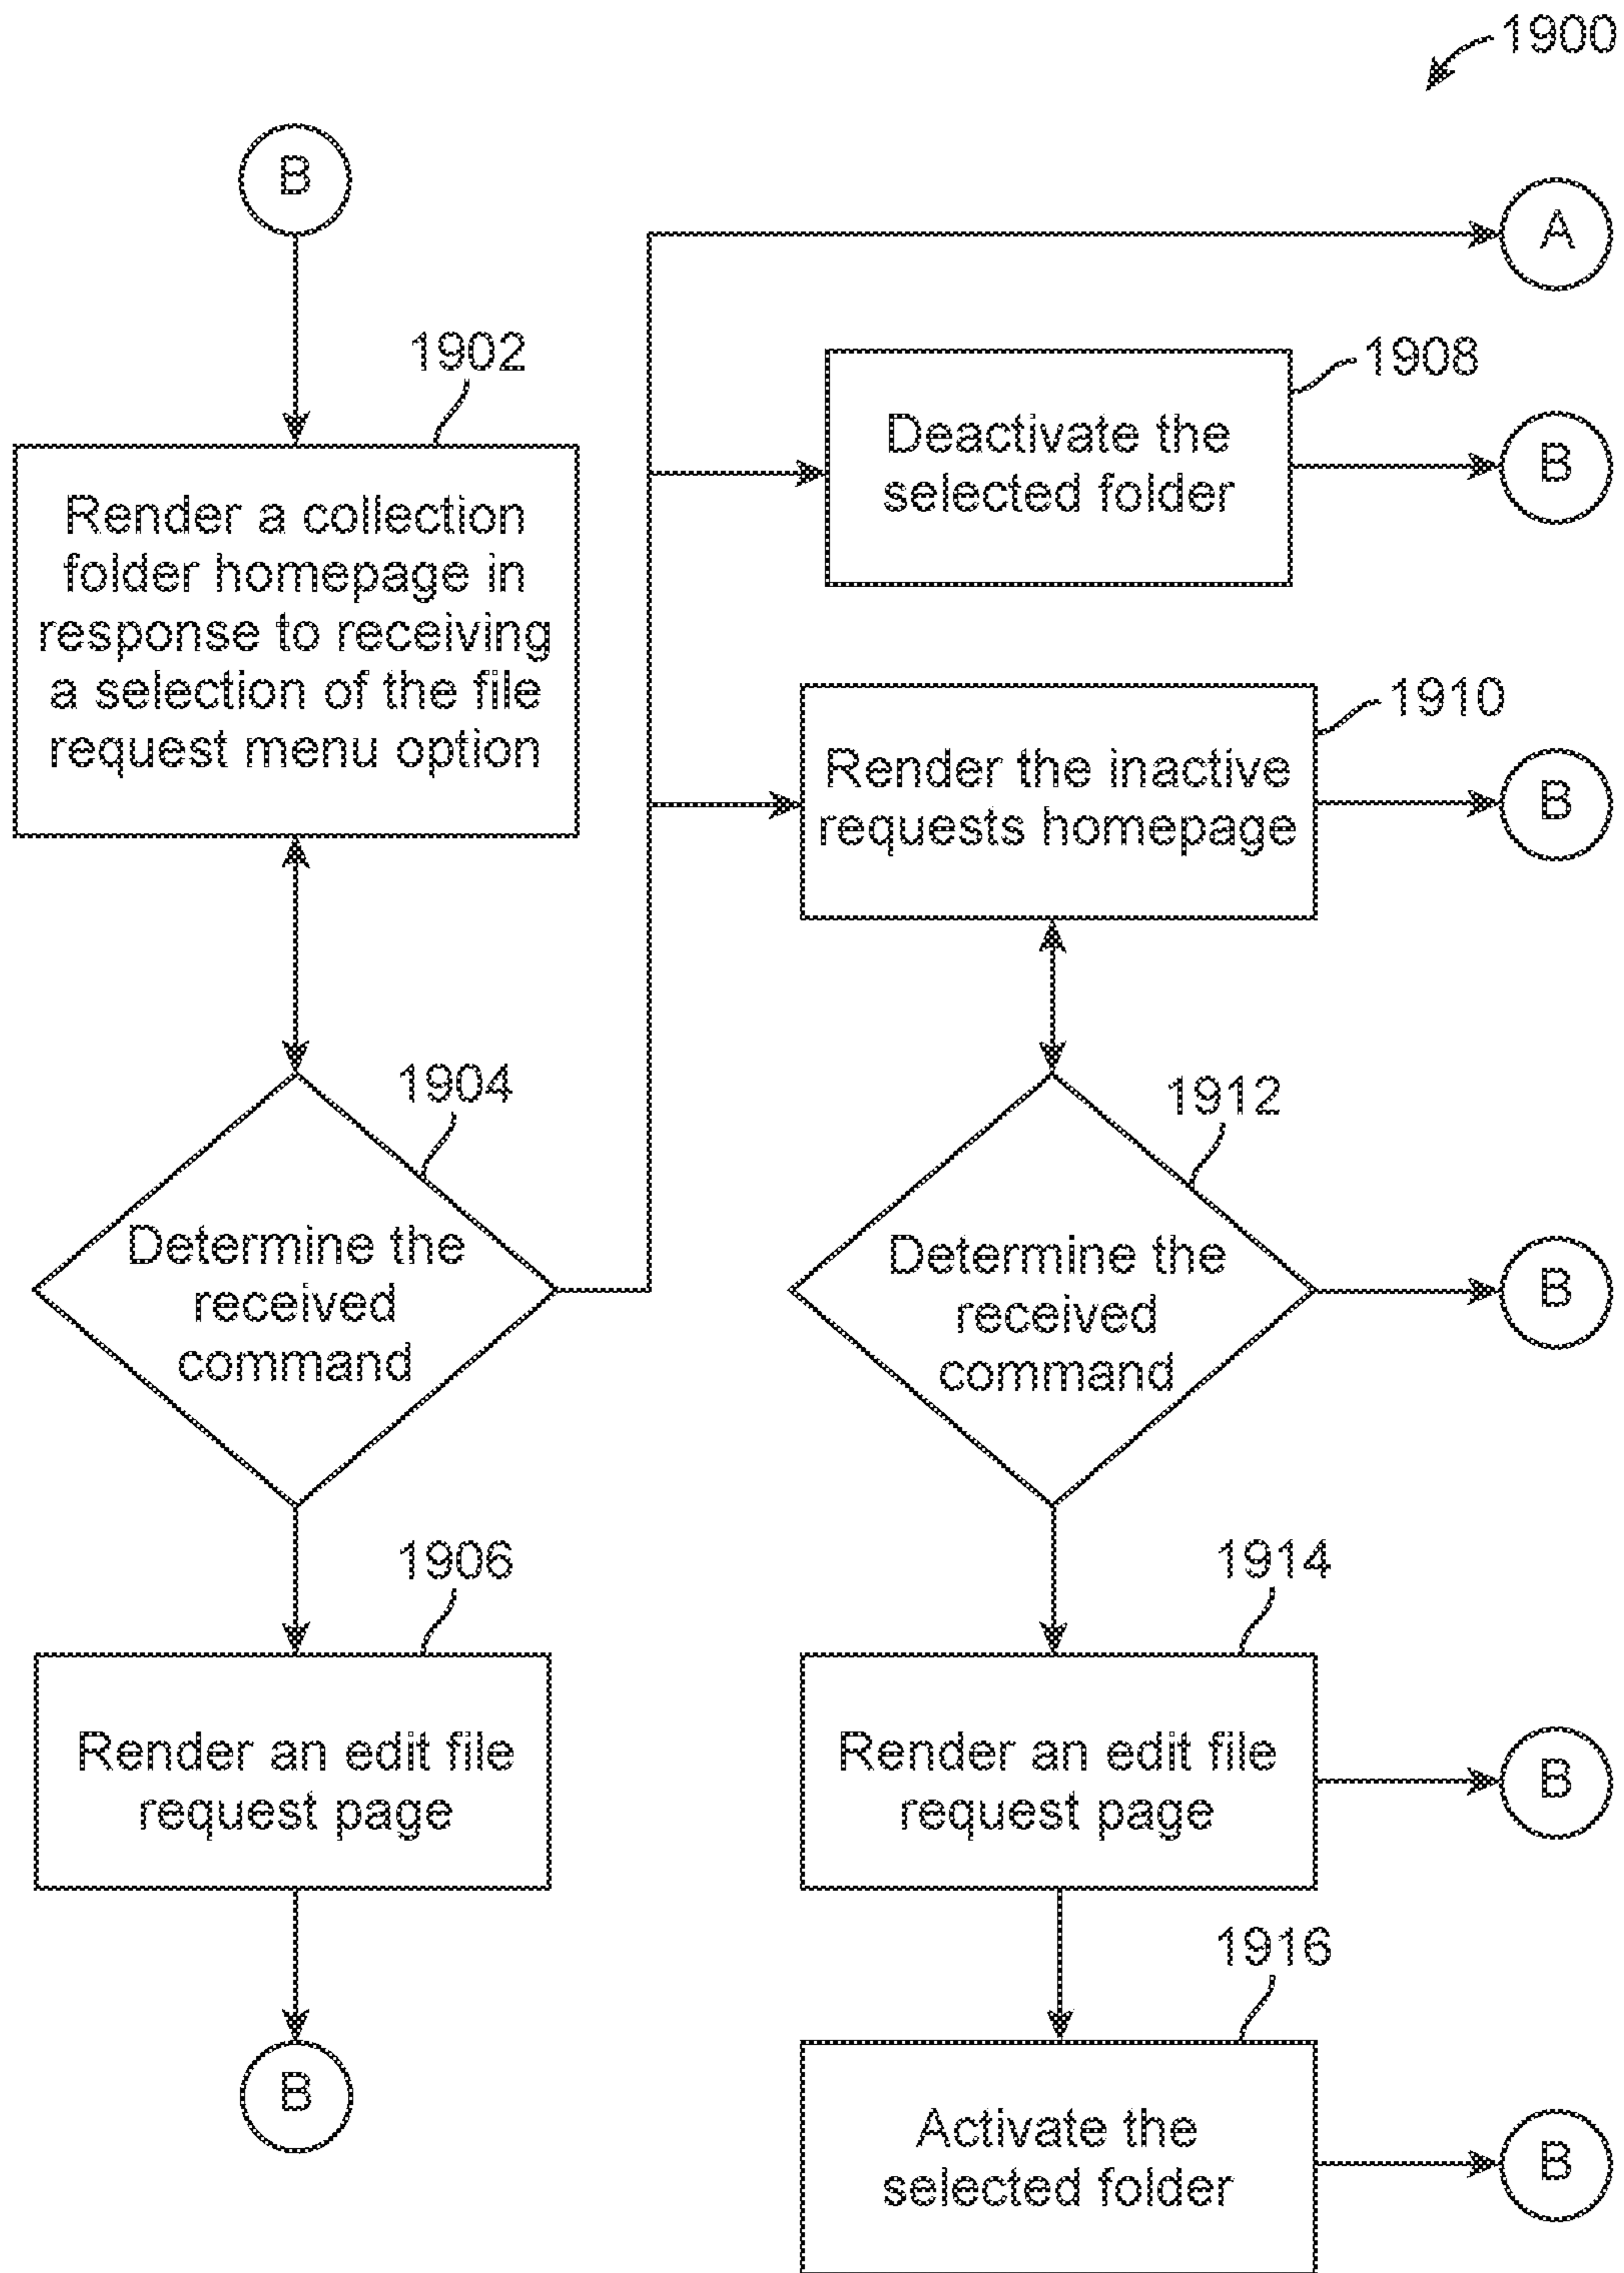 1900
B
A
1902
Render a collection
folder homepage in
response to receiving
a selection of the file
request menu option
1908
Deactivate the
selected folder
B
1910
Render the inactive
requests homepage
B
1904
Determine the
received
command
1912
Determine the
received
command
B
1906
Render an edit file
request page
B
1914
Render an edit file
request page
B
1916
Activate the
selected folder
B